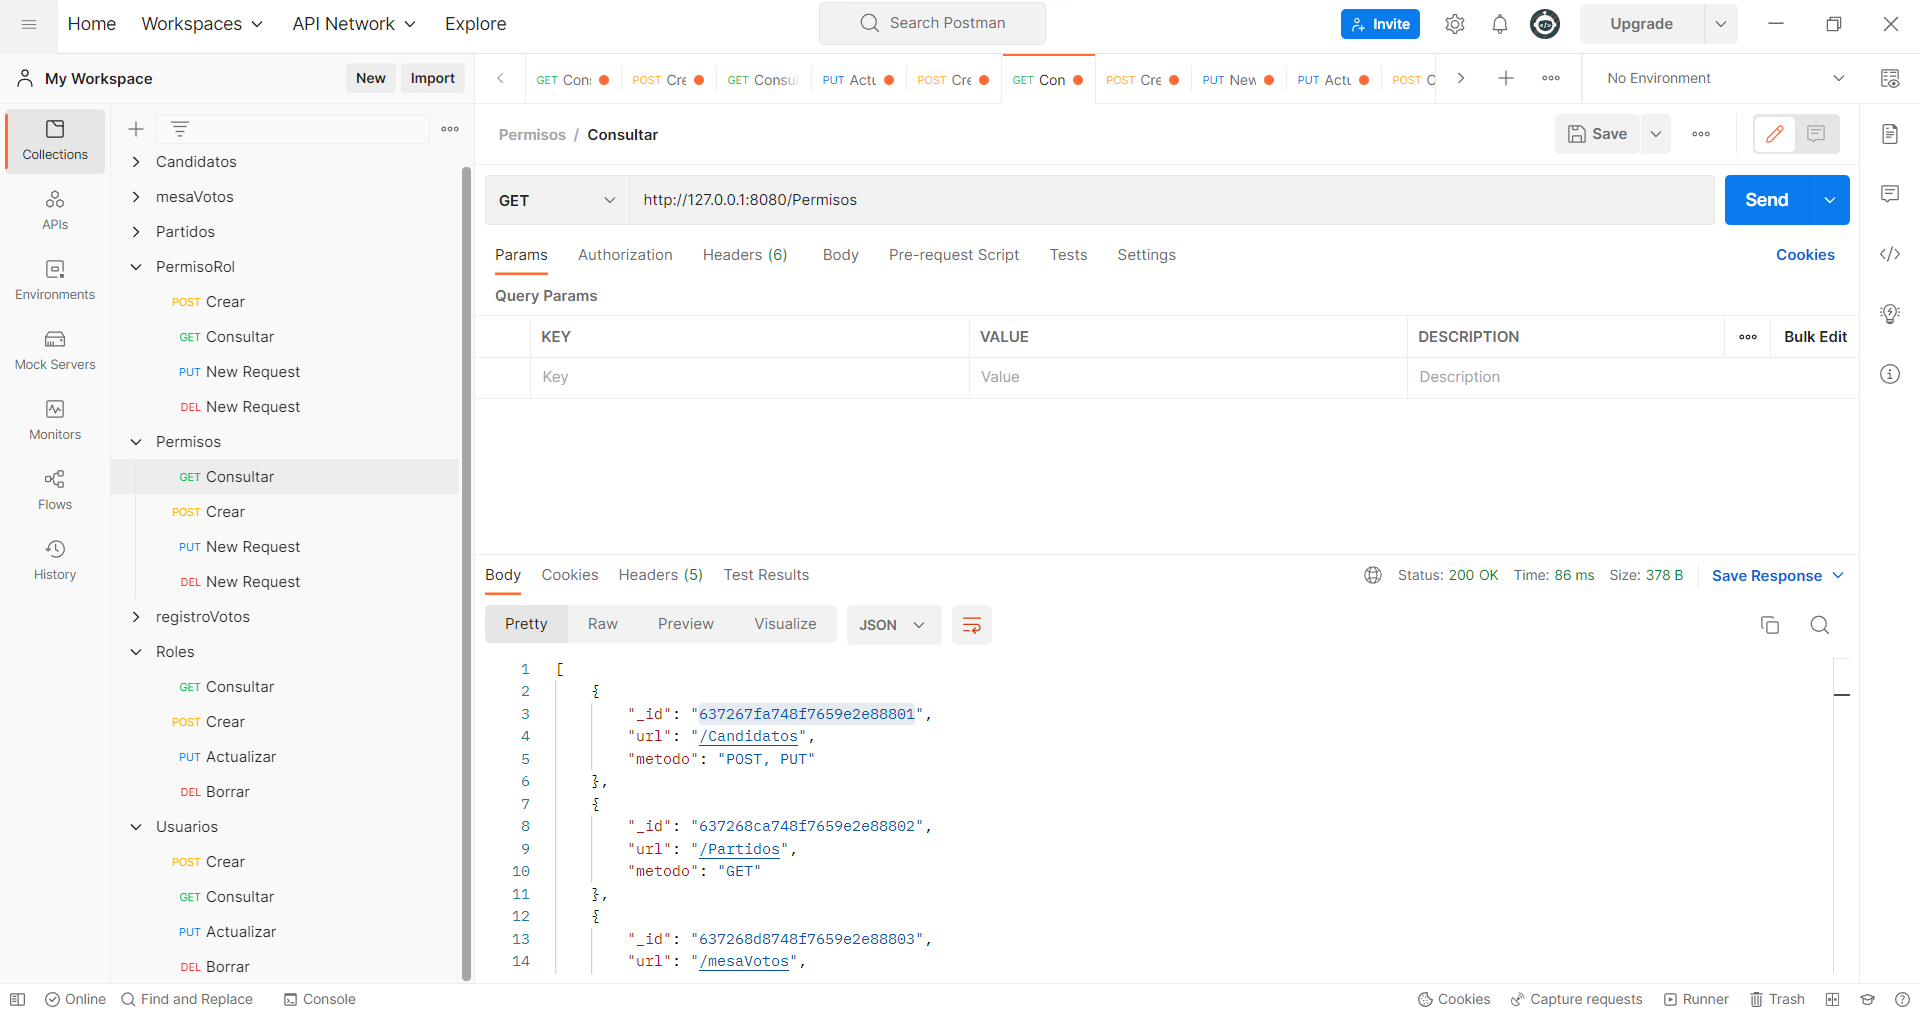 Home Workspaces API Network Explore Search Postman Invite Upgrade
My Workspace New Import GET Con POST Cre GET Consul PUT Actu POST Cre GET Con POST Cre PUT New PUT Actu POST C No Environment
Collections
APIs
Environments
Mock Servers
Monitors
Flows
History
Candidatos
mesaVotos
Partidos
PermisoRol
POST Crear
GET Consultar
PUT New Request
DEL New Request
Permisos
GET Consultar
POST Crear
PUT New Request
DEL New Request
registroVotos
Roles
GET Consultar
POST Crear
PUT Actualizar
DEL Borrar
Usuarios
POST Crear
GET Consultar
PUT Actualizar
DEL Borrar
Permisos / Consultar Save
GET http://127.0.0.1:8080/Permisos Send
Params Authorization Headers (6) Body Pre-request Script Tests Settings Cookies
Query Params
KEY VALUE DESCRIPTION Bulk Edit
Key Value Description
Body Cookies Headers (5) Test Results Status: 200 OK Time: 86 ms Size: 378 B Save Response
Pretty Raw Preview Visualize JSON
1 [
2 {
3 "_id": "637267fa748f7659e2e88801",
4 "url": "/Candidatos",
5 "metodo": "POST, PUT"
6 },
7 {
8 "_id": "637268ca748f7659e2e88802",
9 "url": "/Partidos",
10 "metodo": "GET"
11 },
12 {
13 "_id": "637268d8748f7659e2e88803",
14 "url": "/mesaVotos",
Online Find and Replace Console Cookies Capture requests Runner Trash